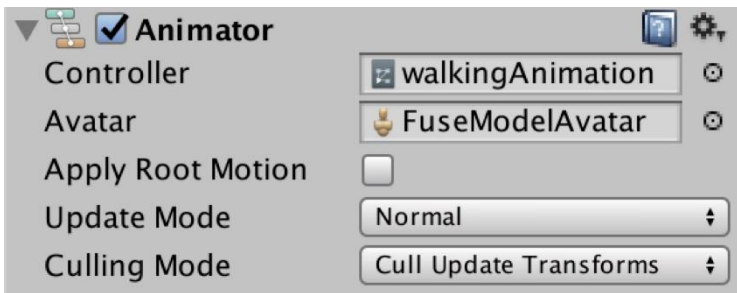 Animator
Controller walkingAnimation
Avatar FuseModelAvatar
Apply Root Motion
Update Mode Normal
Culling Mode Cull Update Transforms